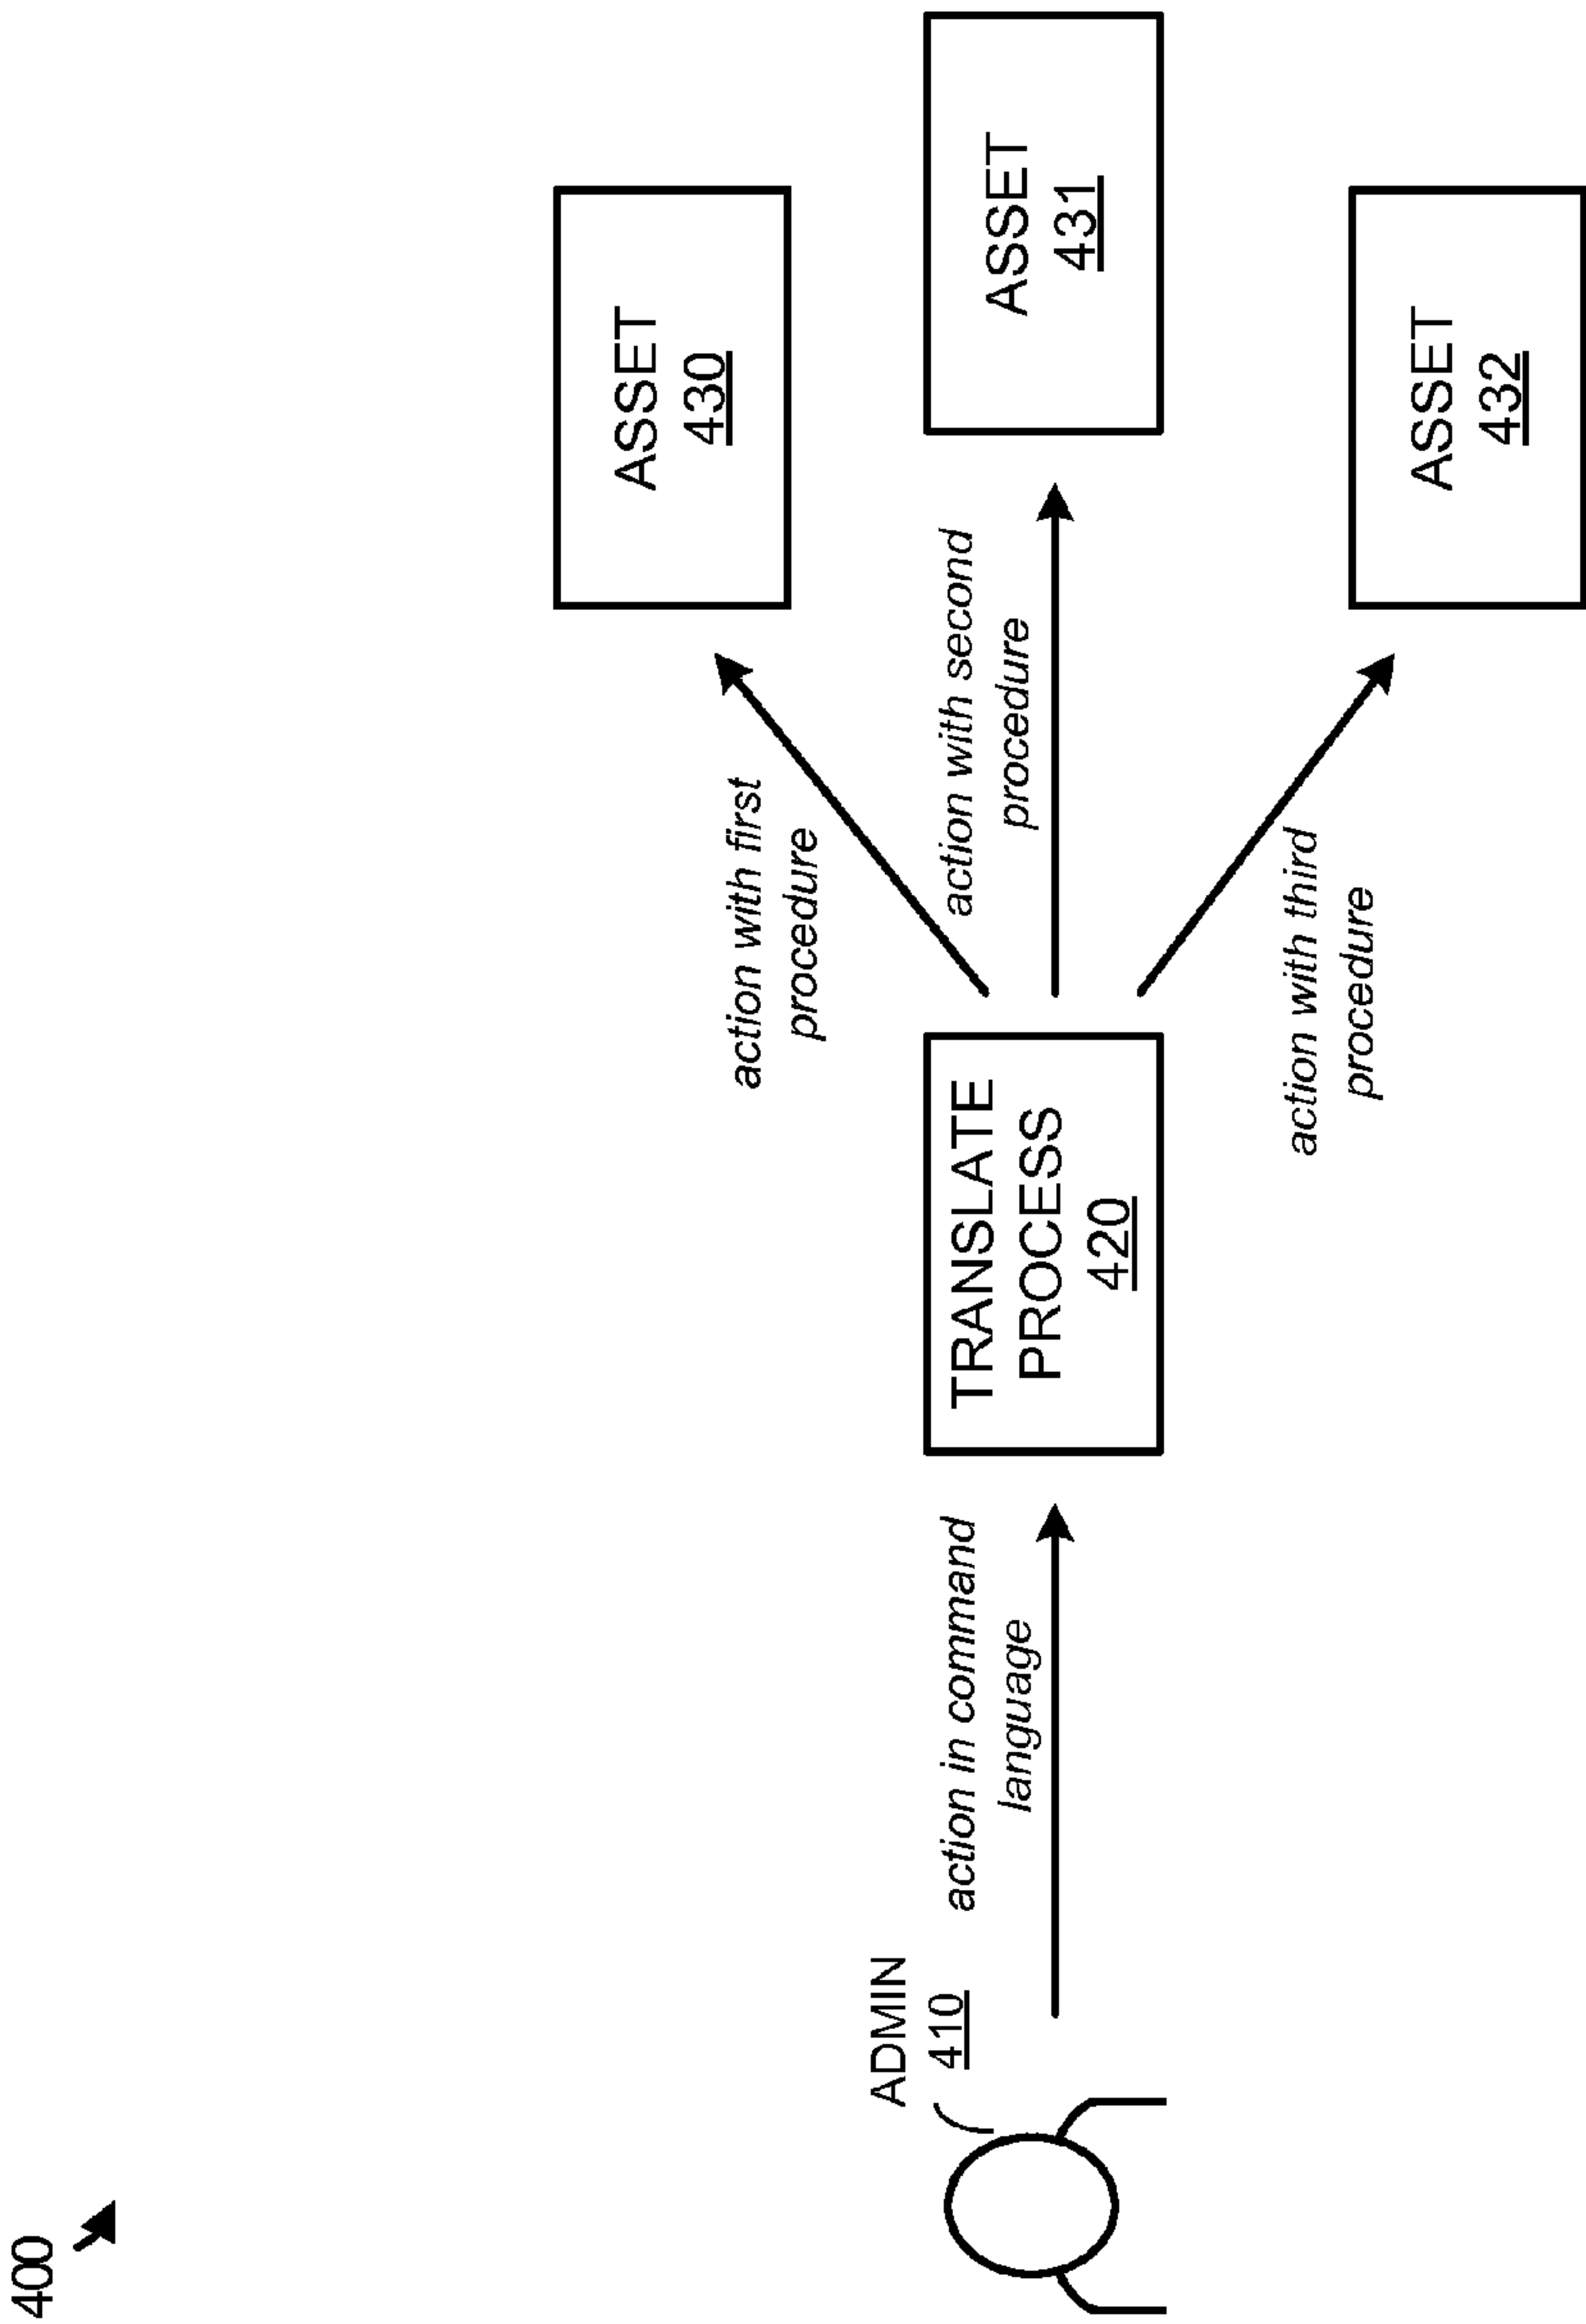 400
ADMIN
410
action in command
language
TRANSLATE
PROCESS
420
action with first
procedure
action with second
procedure
action with third
procedure
ASSET
430
ASSET
431
ASSET
432